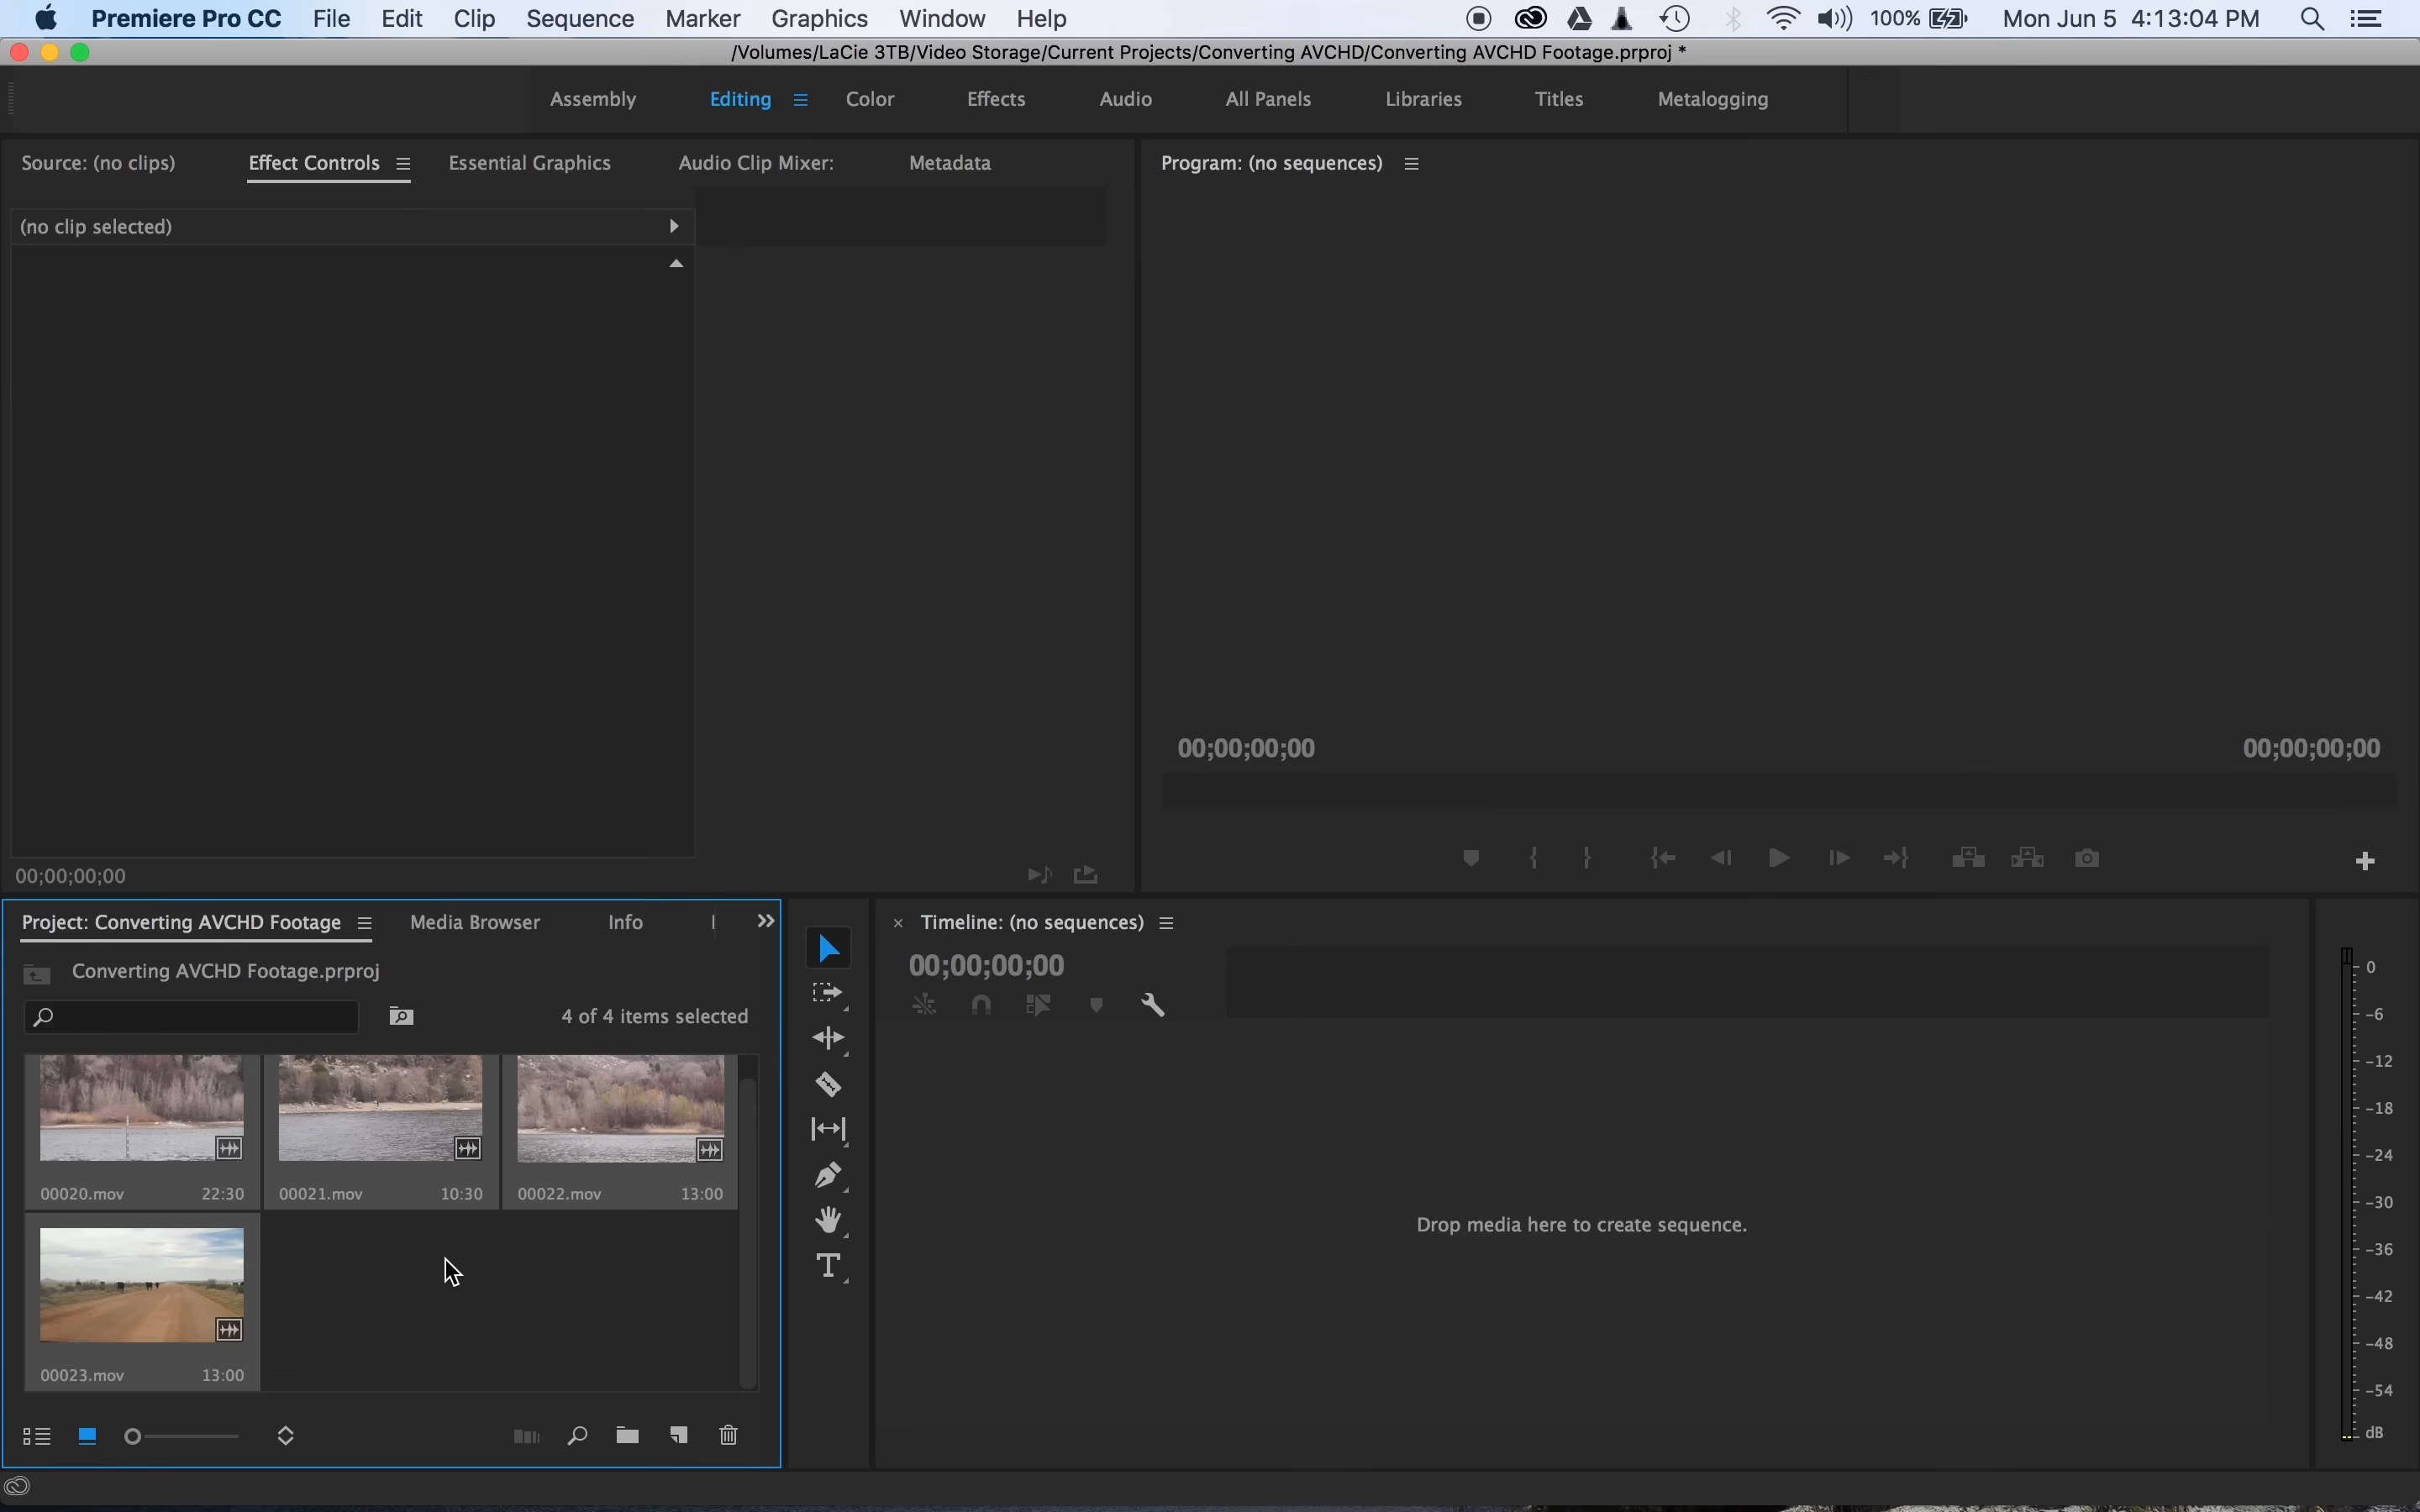 Premiere Pro CC File Edit Clip Sequence Marker Graphics Window Help 100% Mon Jun 5 4:13:04 PM
/Volumes/LaCie 3TB/Video Storage/Current Projects/Converting AVCHD/Converting AVCHD Footage.prproj *
Assembly Editing Color Effects Audio All Panels Libraries Titles Metalogging
Source: (no clips) Effect Controls Essential Graphics Audio Clip Mixer: Metadata
Program: (no sequences)
(no clip selected)
00;00;00;00 00;00;00;00
00;00;00;00
Project: Converting AVCHD Footage Media Browser Info
Converting AVCHD Footage.prproj
4 of 4 items selected
00020.mov 22:30 00021.mov 10:30 00022.mov 13:00
00023.mov 13:00
× Timeline: (no sequences)
00;00;00;00
Drop media here to create sequence.
0
-6
-12
-18
-24
-30
-36
-42
-48
-54
dB